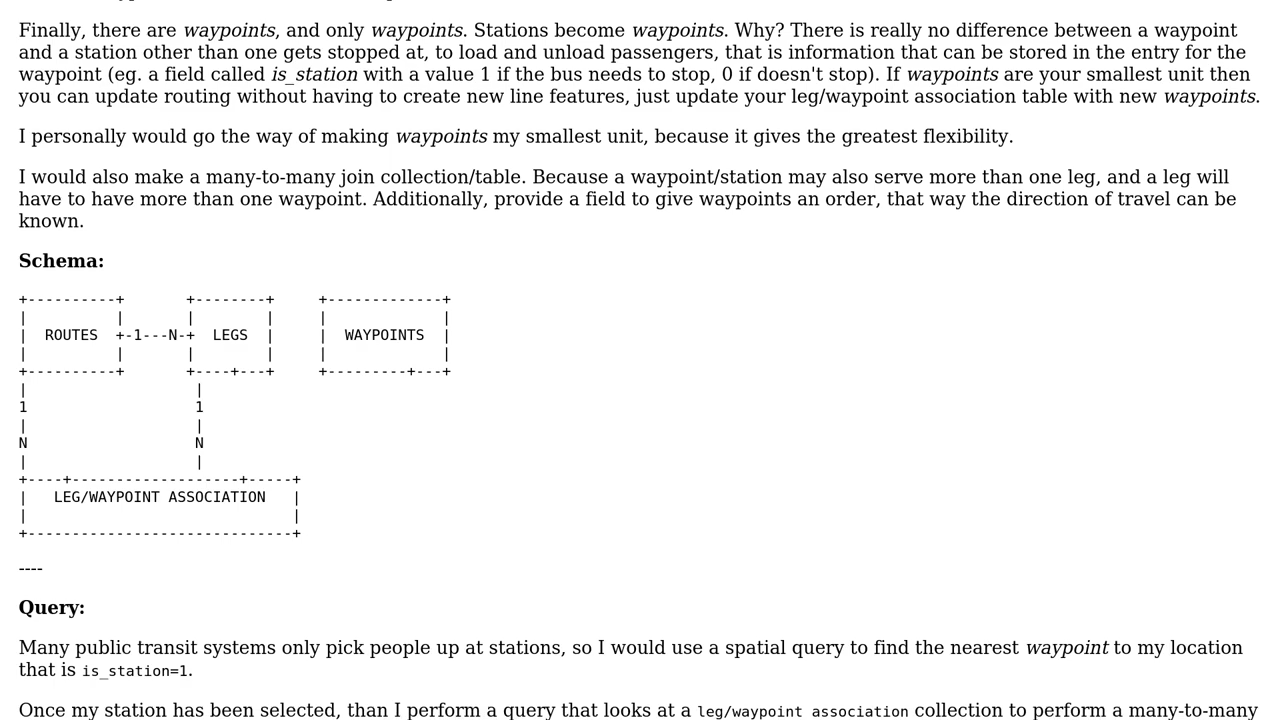 Finally, there are waypoints, and only waypoints. Stations become waypoints. Why? There is really no difference between a waypoint
and a station other than one gets stopped at, to load and unload passengers, that is information that can be stored in the entry for the
waypoint (eg. a field called is_station with a value 1 if the bus needs to stop, 0 if doesn't stop). If waypoints are your smallest unit then
you can update routing without having to create new line features, just update your leg/waypoint association table with new waypoints.
I personally would go the way of making waypoints my smallest unit, because it gives the greatest flexibility.
I would also make a many-to-many join collection/table. Because a waypoint/station may also serve more than one leg, and a leg will
have to have more than one waypoint. Additionally, provide a field to give waypoints an order, that way the direction of travel can be
known.
Schema:
+----------+       +--------+     +-------------+
|          |       |        |     |             |
|  ROUTES  +-1---N-+  LEGS  |     |  WAYPOINTS  |
|          |       |        |     |             |
+----------+       +----+---+     +---------+---+
|                   |
1                   1
|                   |
N                   N
|                   |
+----+-------------------+-----+
|   LEG/WAYPOINT ASSOCIATION   |
|                              |
+------------------------------+
----
Query:
Many public transit systems only pick people up at stations, so I would use a spatial query to find the nearest waypoint to my location
that is is_station=1.
Once my station has been selected, than I perform a query that looks at a leg/waypoint association collection to perform a many-to-many